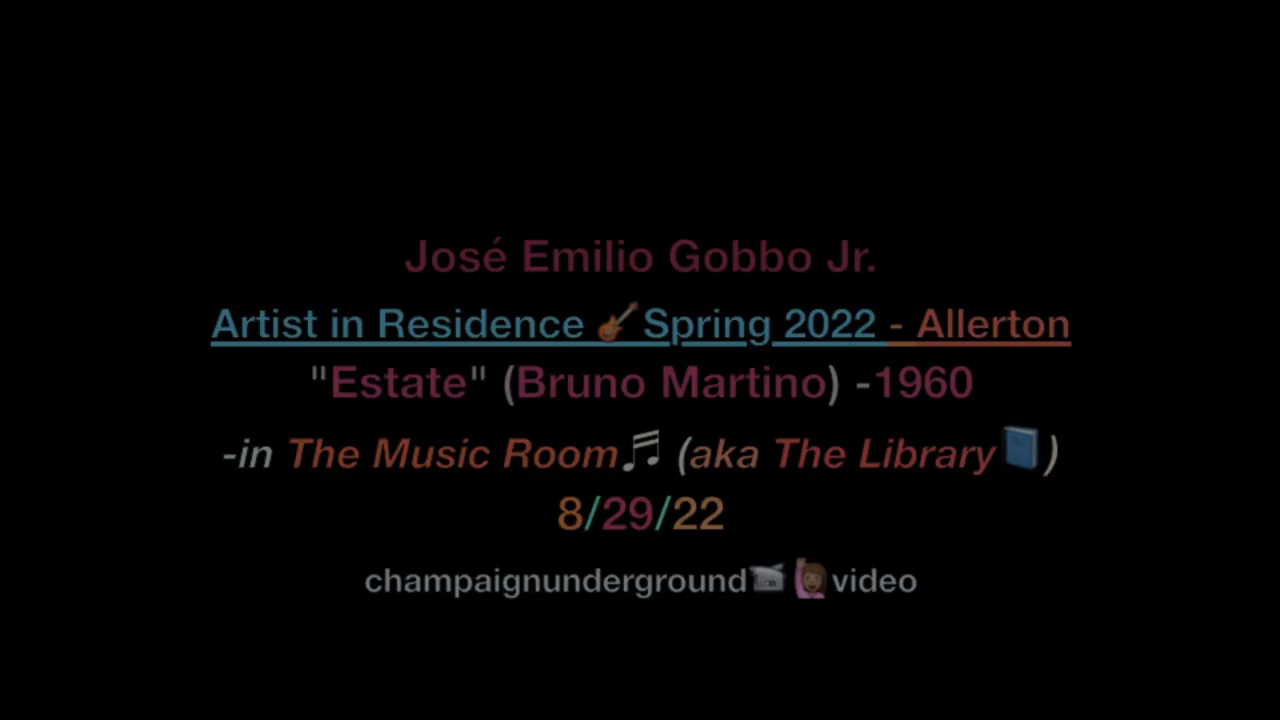 José Emilio Gobbo Jr.
Artist in Residence 🎸Spring 2022 - Allerton
"Estate" (Bruno Martino) -1960
-in The Music Room🎵 (aka The Library📘)
8/29/22
champaignunderground📹🙋🏽‍♀️video